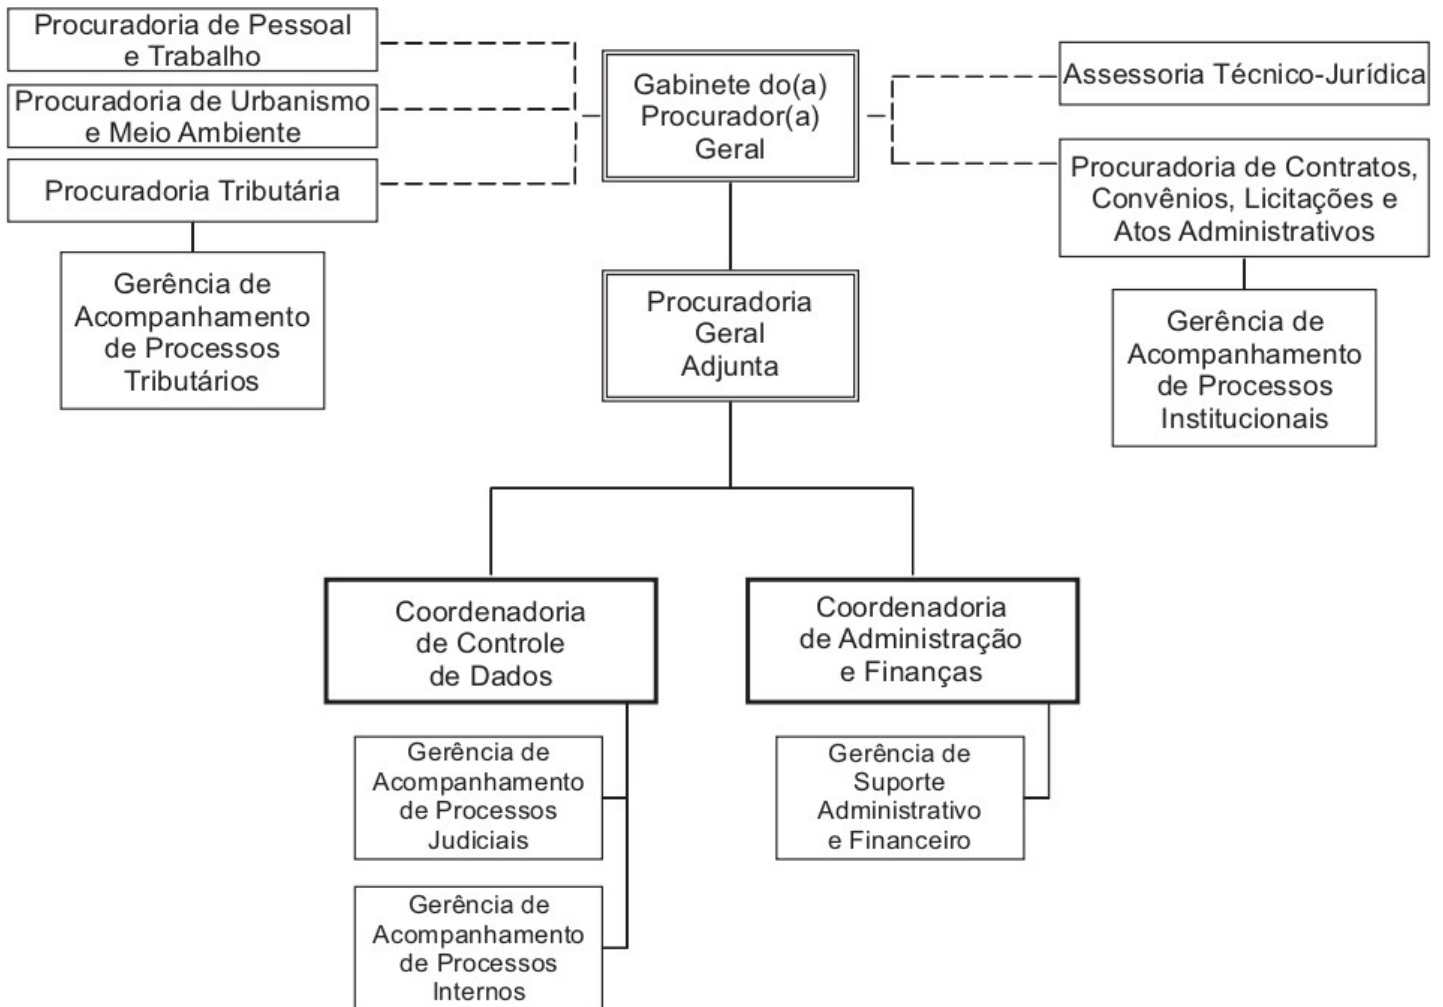 Procuradoria de Pessoal
e Trabalho
Procuradoria de Urbanismo
e Meio Ambiente
Procuradoria Tributária
Gerência de
Acompanhamento
de Processos
Tributários
Gabinete do(a)
Procurador(a)
Geral
Procuradoria
Geral
Adjunta
Assessoria Técnico-Jurídica
Procuradoria de Contratos,
Convênios, Licitações e
Atos Administrativos
Gerência de
Acompanhamento
de Processos
Institucionais
Coordenadoria
de Controle
de Dados
Gerência de
Acompanhamento
de Processos
Judiciais
Gerência de
Acompanhamento
de Processos
Internos
Coordenadoria
de Administração
e Finanças
Gerência de
Suporte
Administrativo
e Financeiro